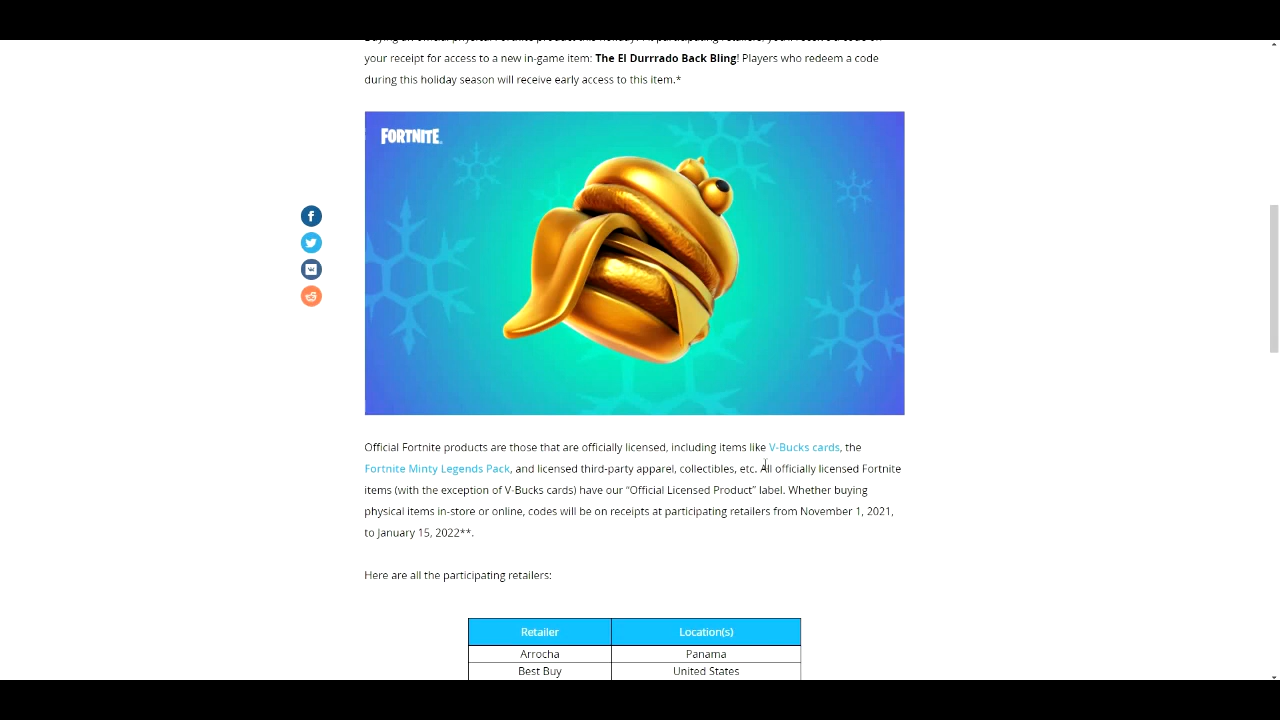 your receipt for access to a new in-game item: The El Durrrado Back Bling! Players who redeem a code
during this holiday season will receive early access to this item.*
FORTNITE
Official Fortnite products are those that are officially licensed, including items like V-Bucks cards, the
Fortnite Minty Legends Pack, and licensed third-party apparel, collectibles, etc. All officially licensed Fortnite
items (with the exception of V-Bucks cards) have our “Official Licensed Product” label. Whether buying
physical items in-store or online, codes will be on receipts at participating retailers from November 1, 2021,
to January 15, 2022**.
Here are all the participating retailers:
Retailer Location(s)
Arrocha Panama
Best Buy United States